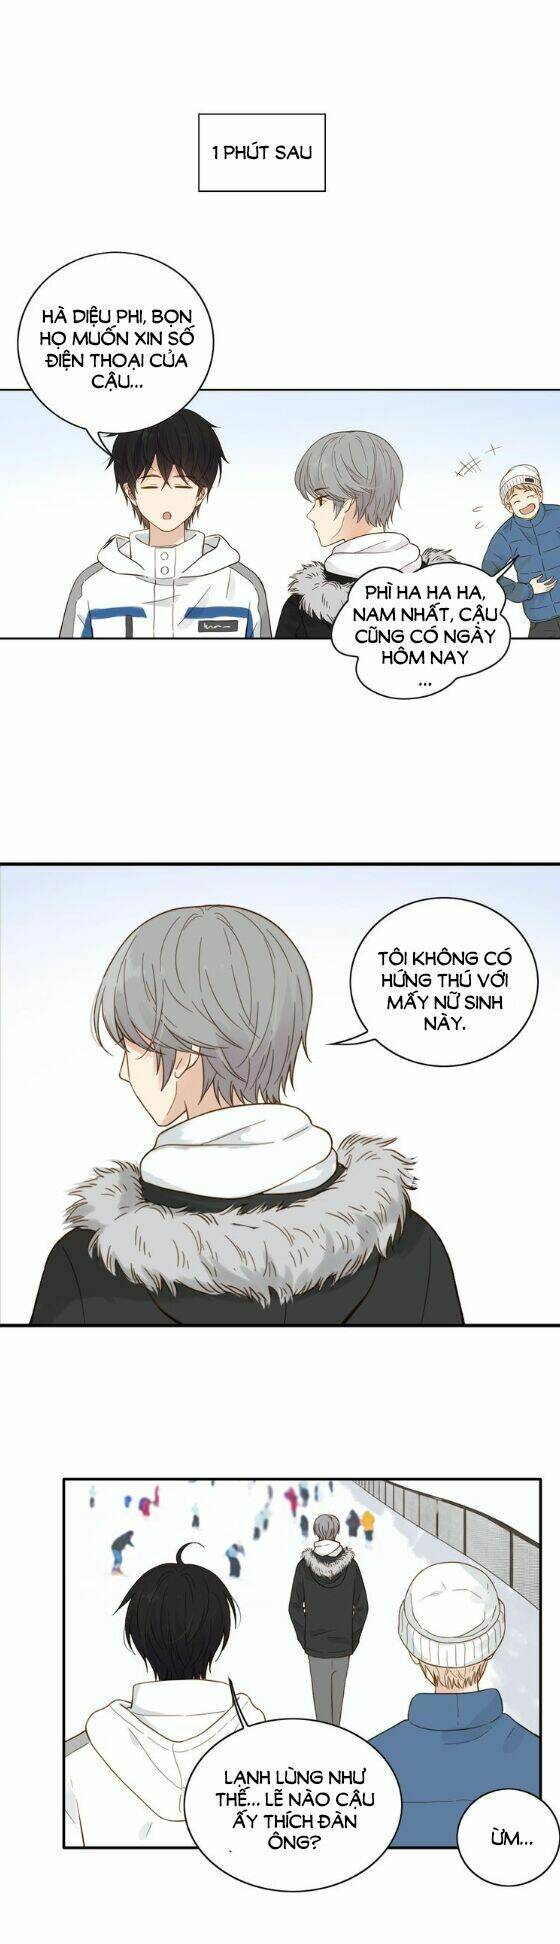 1 PHÚT SAU
HÀ DIỆU PHI, BỌN
HỌ MUỐN XIN SỐ
ĐIỆN THOẠI CỦA
CẬU...
PHÌ HA HA HA,
NAM NHẤT, CẬU
CŨNG CÓ NGÀY
HÔM NAY
...
TÔI KHÔNG CÓ
HỨNG THÚ VỚI
MẤY NỮ SINH
NÀY.
LẠNH LÙNG NHƯ
THẾ... LẼ NÀO CẬU
ẤY THÍCH ĐÀN
ÔNG?
ỪM...